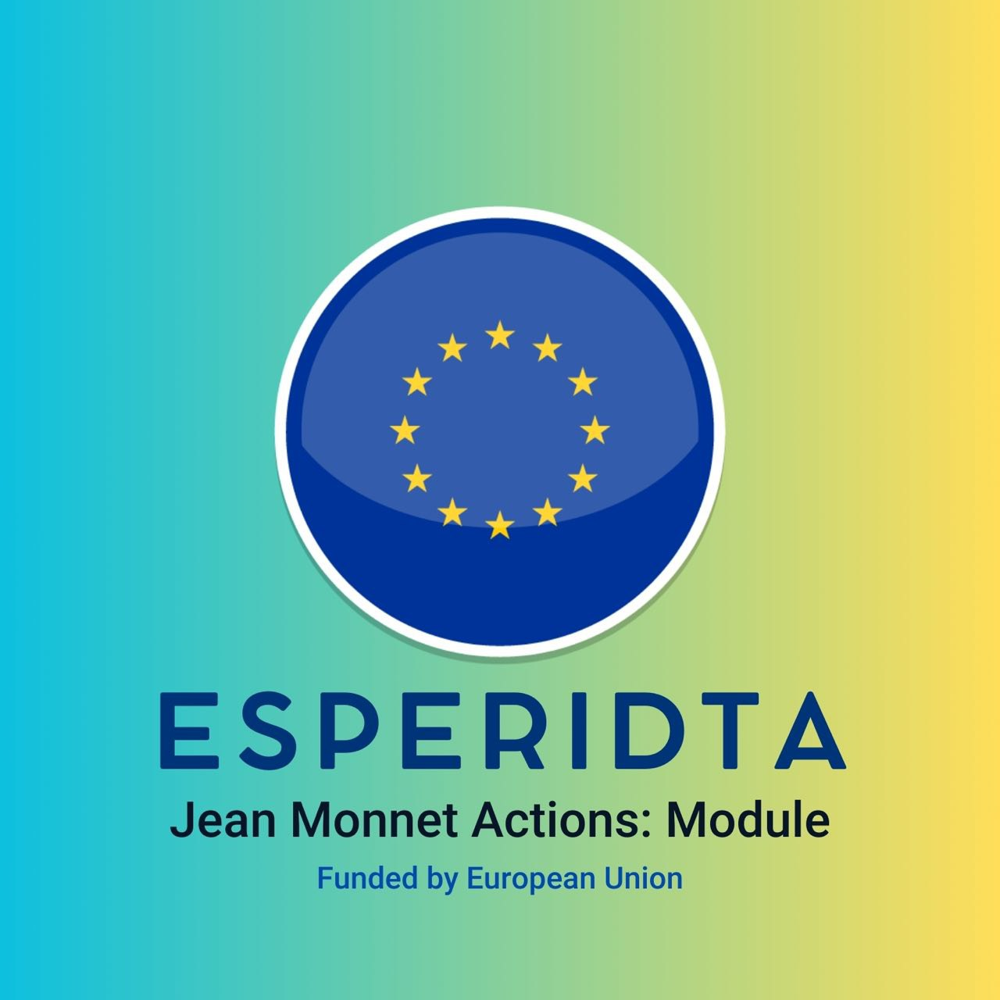 ESPERIDTA
Jean Monnet Actions: Module
Funded by European Union